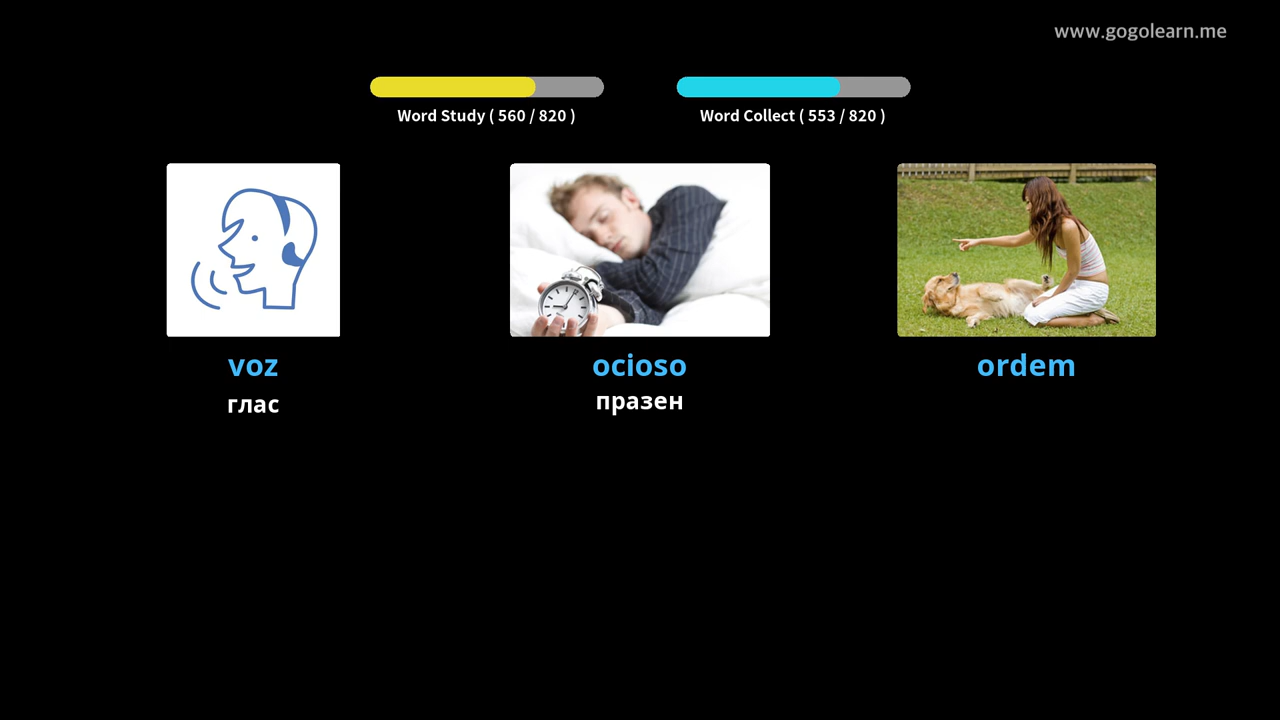 www.gogolearn.me
Word Study ( 560 / 820 )
Word Collect ( 553 / 820 )
voz
глас
ocioso
празен
ordem